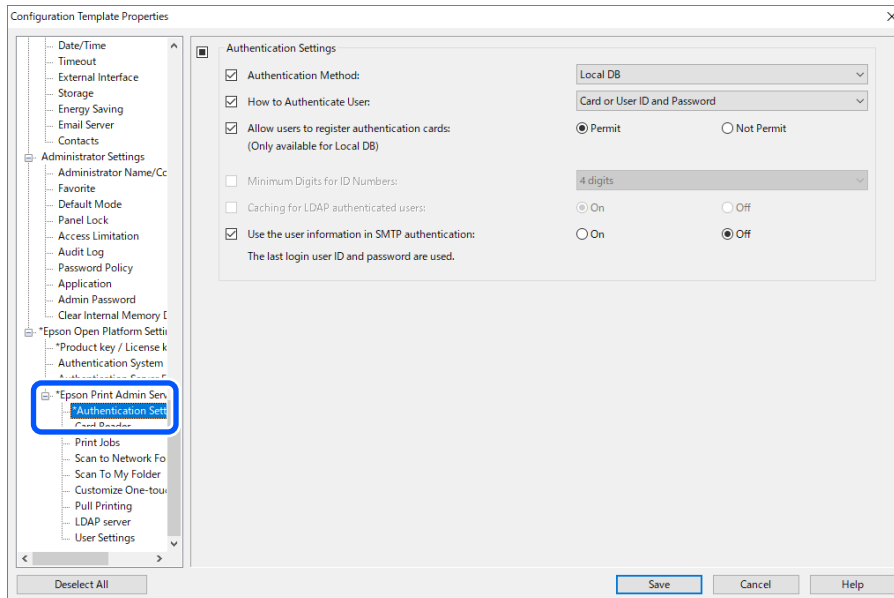 Configuration Template Properties
Date/Time
Timeout
External Interface
Storage
Energy Saving
Email Server
Contacts
Administrator Settings
Administrator Name/Cc
Favorite
Default Mode
Panel Lock
Access Limitation
Audit Log
Password Policy
Application
Admin Password
Clear Internal Memory D
*Epson Open Platform Settin
*Product key / License k
Authentication System
*Epson Print Admin Serv
*Authentication Sett
Card Reader
Print Jobs
Scan to Network Fo
Scan To My Folder
Customize One-touc
Pull Printing
LDAP server
User Settings
Authentication Settings
Authentication Method: Local DB
How to Authenticate User: Card or User ID and Password
Allow users to register authentication cards: Permit Not Permit
(Only available for Local DB)
Minimum Digits for ID Numbers: 4 digits
Caching for LDAP authenticated users: On Off
Use the user information in SMTP authentication: On Off
The last login user ID and password are used.
Deselect All Save Cancel Help